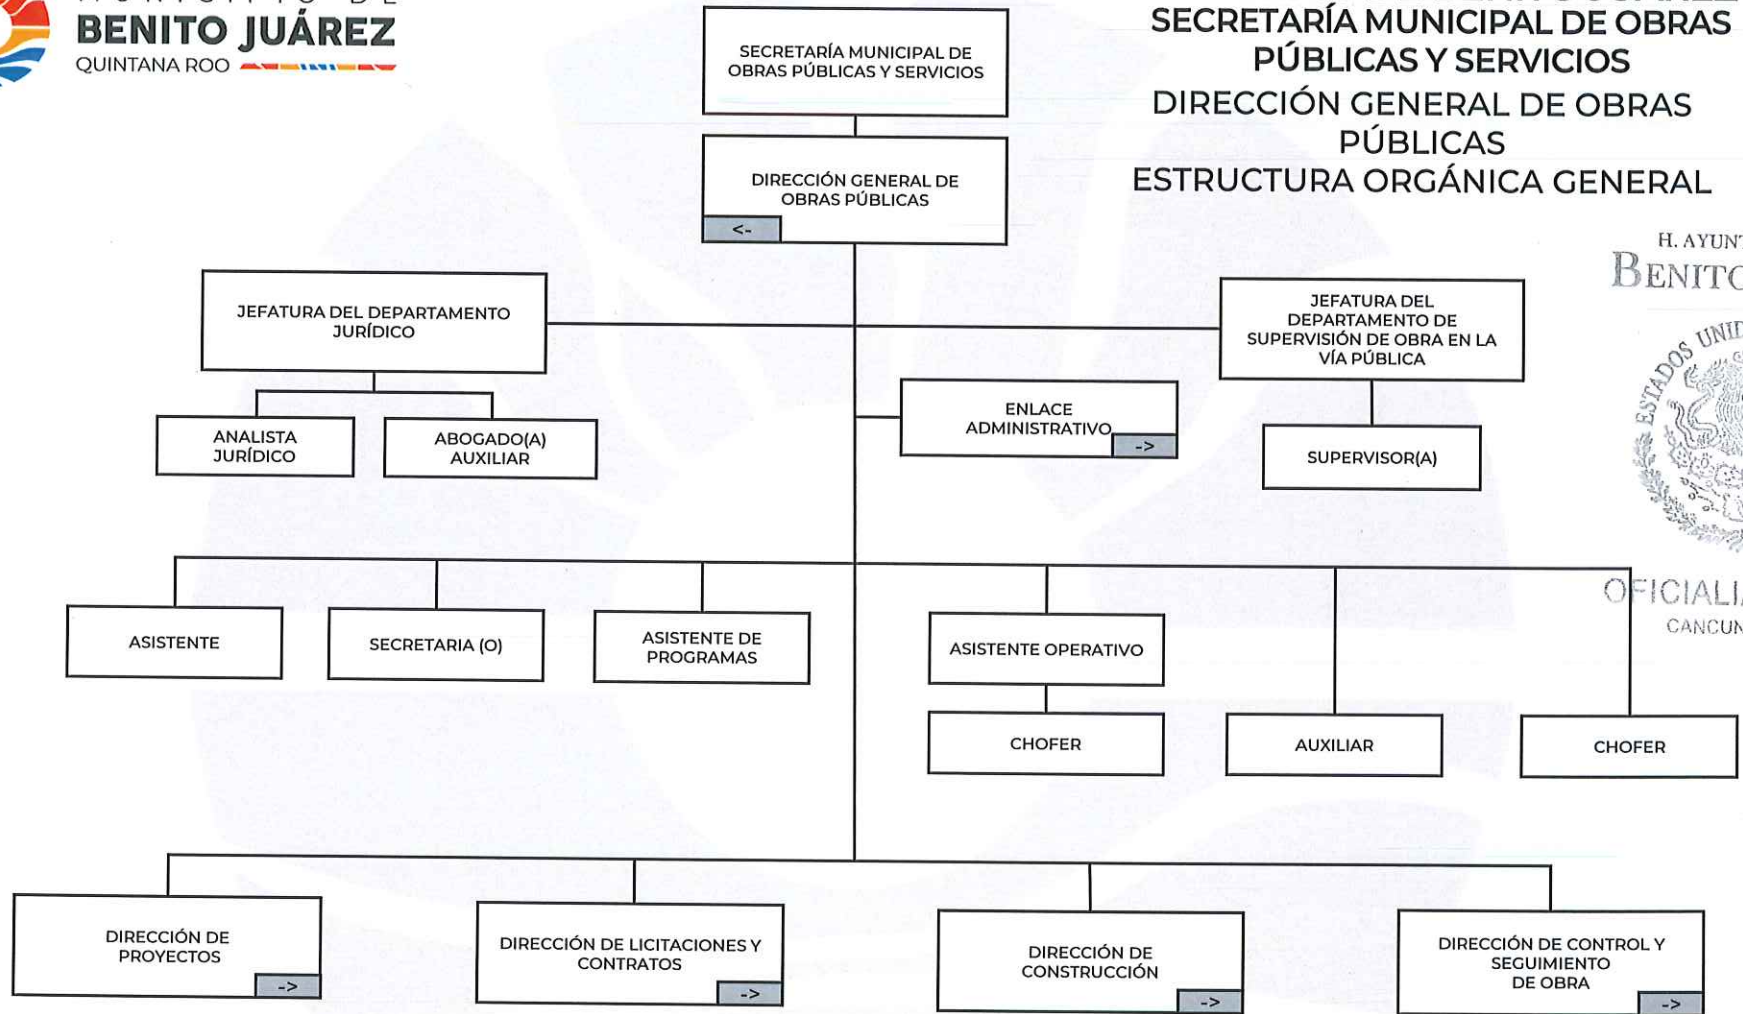 BENITO JUÁREZ
QUINTANA ROO
SECRETARÍA MUNICIPAL DE OBRAS
PÚBLICAS Y SERVICIOS
DIRECCIÓN GENERAL DE OBRAS
PÚBLICAS
ESTRUCTURA ORGÁNICA GENERAL
SECRETARÍA MUNICIPAL DE
OBRAS PÚBLICAS Y SERVICIOS
DIRECCIÓN GENERAL DE
OBRAS PÚBLICAS
<-
H. AYUNT
BENITO
ESTADOS UNID
OFICIALI
CANCUN
JEFATURA DEL DEPARTAMENTO
JURÍDICO
JEFATURA DEL
DEPARTAMENTO DE
SUPERVISIÓN DE OBRA EN LA
VÍA PÚBLICA
ENLACE
ADMINISTRATIVO
->
ANALISTA
JURÍDICO
ABOGADO(A)
AUXILIAR
SUPERVISOR(A)
ASISTENTE
SECRETARIA (O)
ASISTENTE DE
PROGRAMAS
ASISTENTE OPERATIVO
CHOFER
AUXILIAR
CHOFER
DIRECCIÓN DE
PROYECTOS
->
DIRECCIÓN DE LICITACIONES Y
CONTRATOS
->
DIRECCIÓN DE
CONSTRUCCIÓN
->
DIRECCIÓN DE CONTROL Y
SEGUIMIENTO
DE OBRA
->